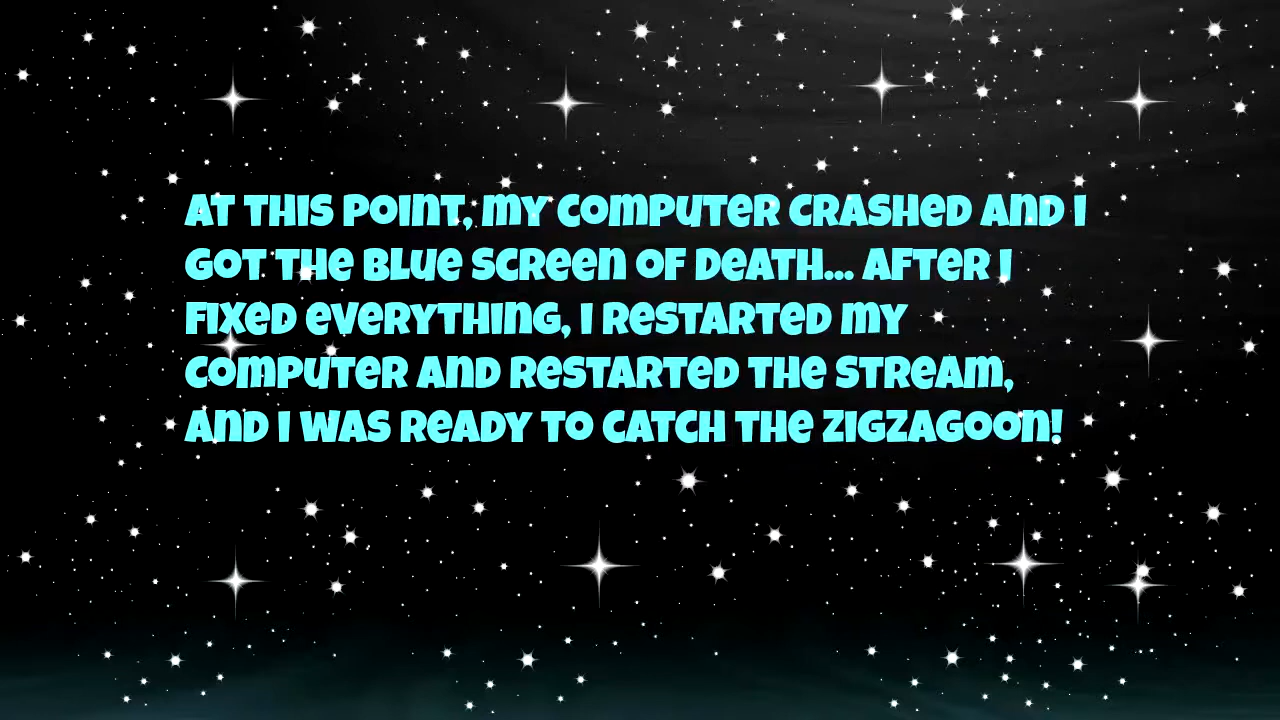 At this point, my computer crashed and I
got the Blue Screen of Death... After I
fixed everything, I restarted my
computer and restarted the stream,
and I was ready to catch the Zigzagoon!